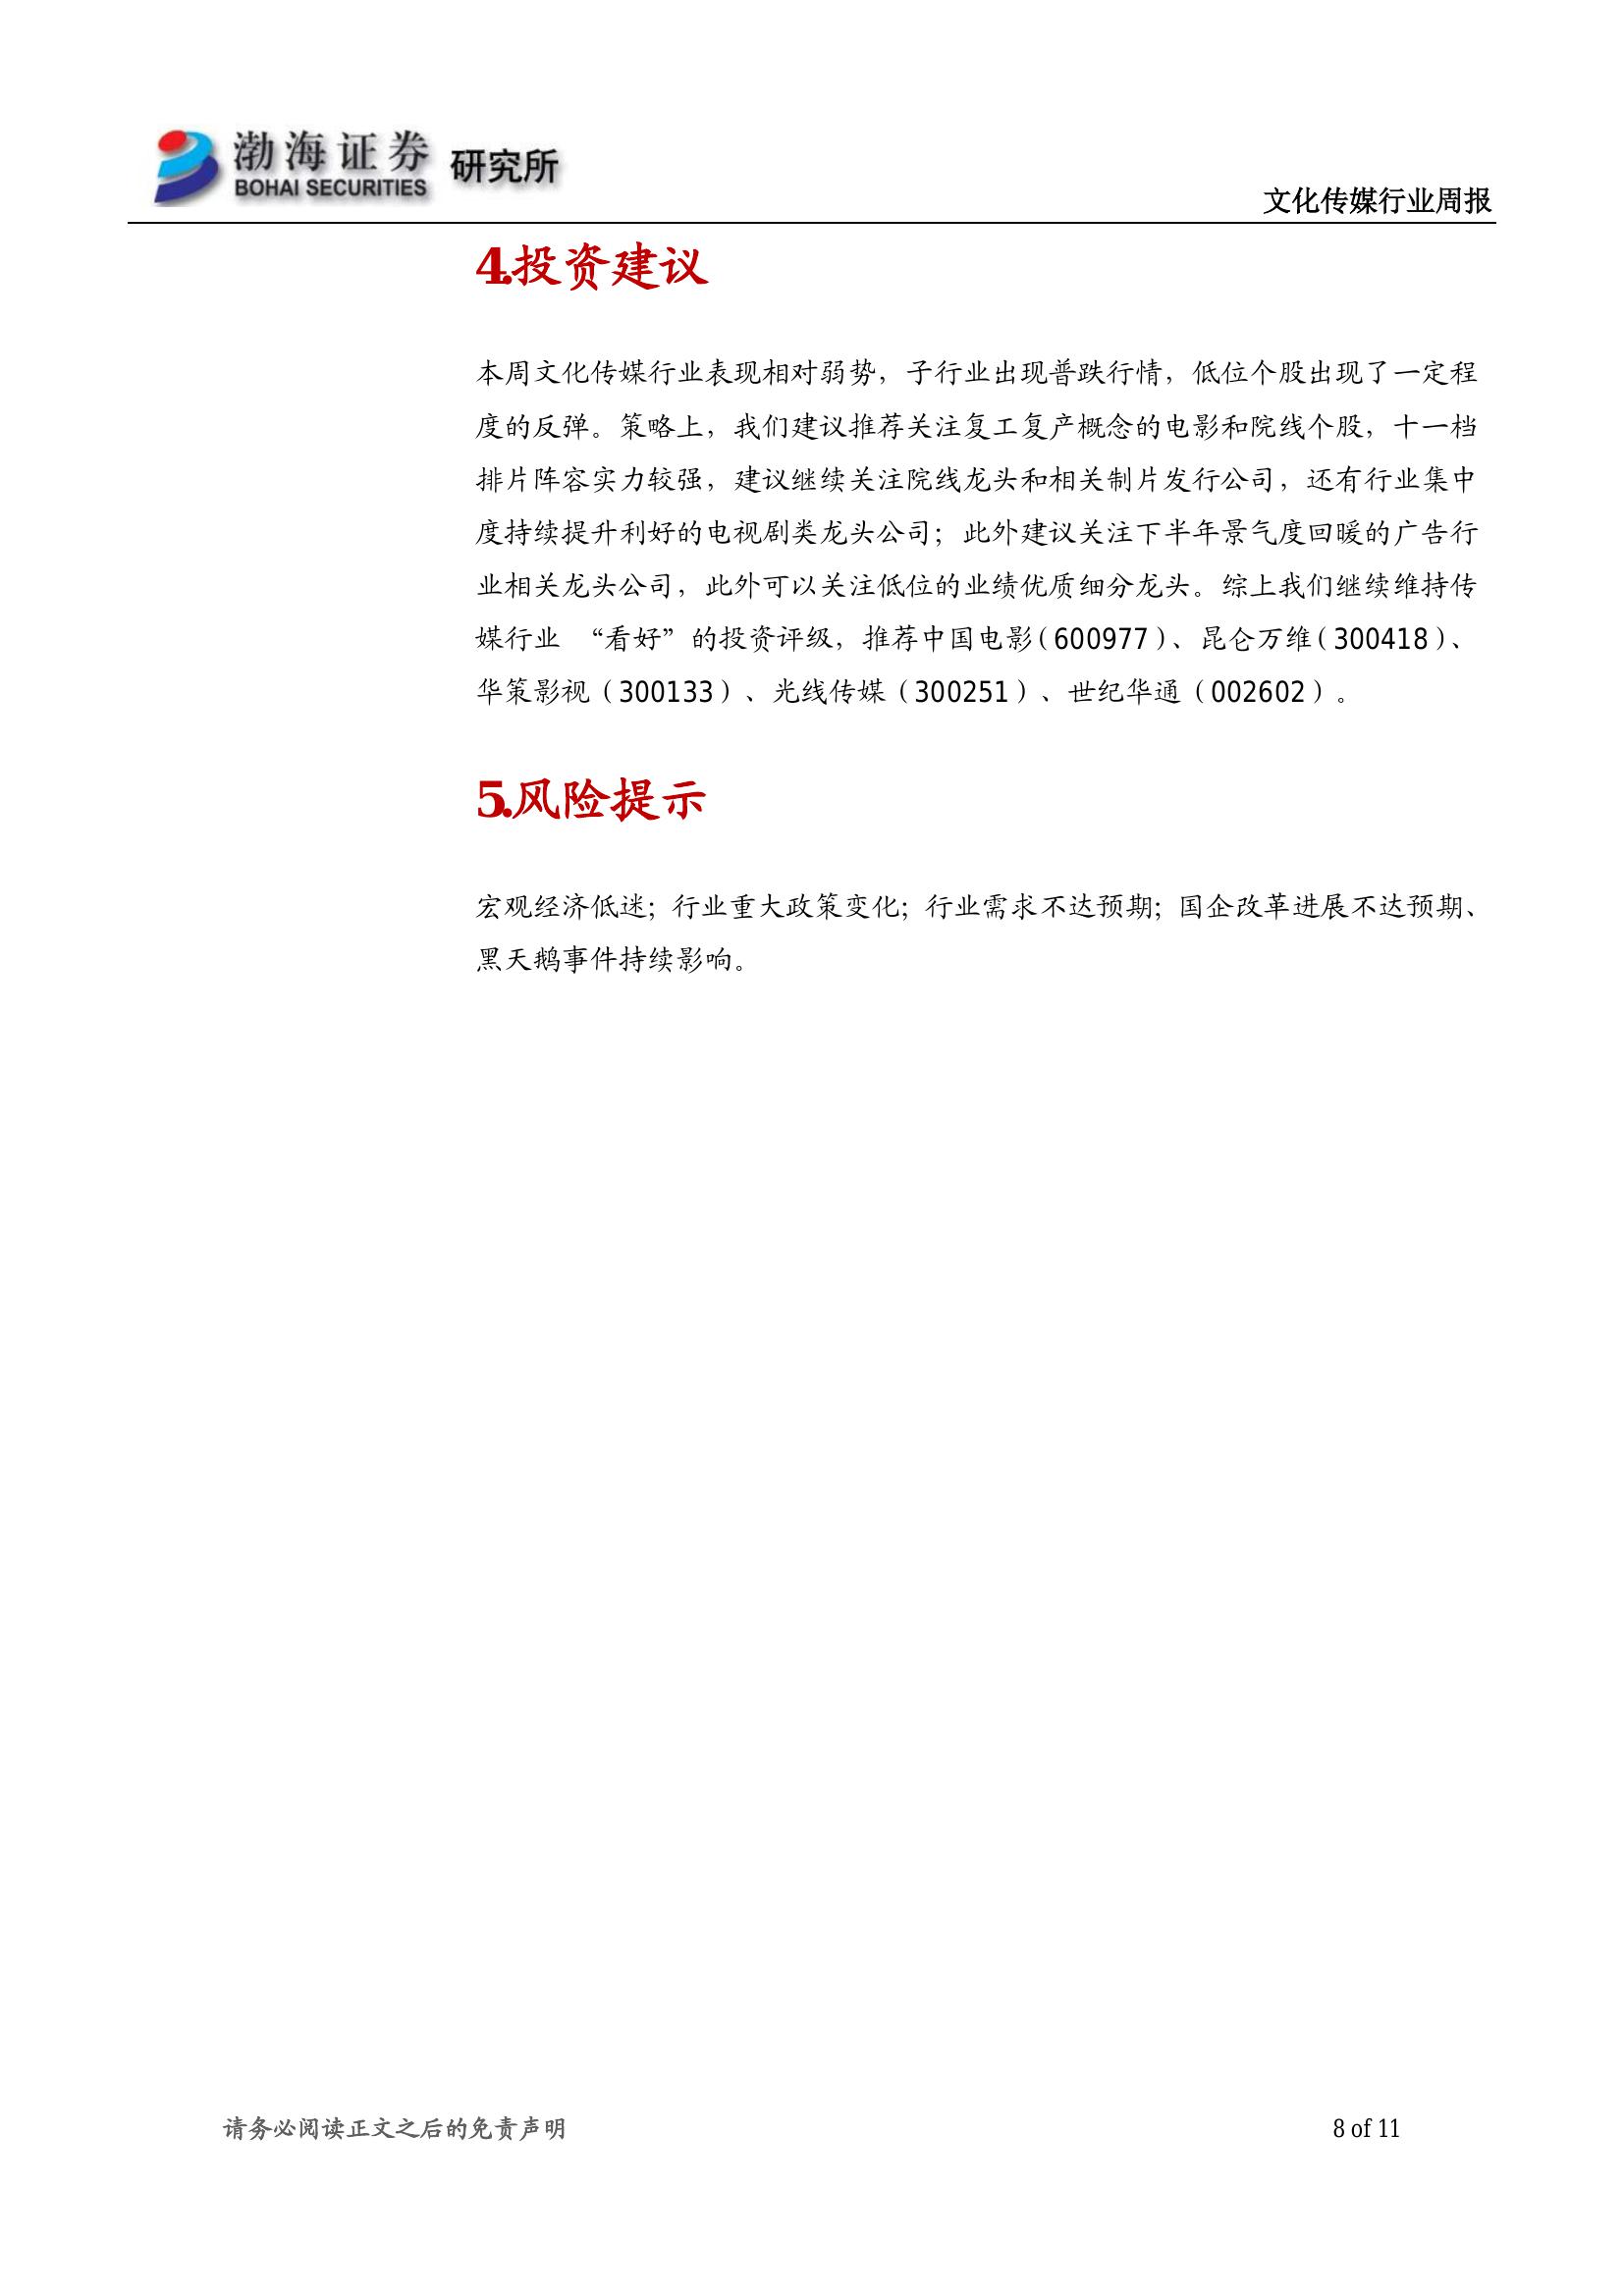 渤海证券 研究所
BOHAI SECURITIES
文化传媒行业周报
4.投资建议
本周文化传媒行业表现相对弱势，子行业出现普跌行情，低位个股出现了一定程
度的反弹。策略上，我们建议推荐关注复工复产概念的电影和院线个股，十一档
排片阵容实力较强，建议继续关注院线龙头和相关制片发行公司，还有行业集中
度持续提升利好的电视剧类龙头公司；此外建议关注下半年景气度回暖的广告行
业相关龙头公司，此外可以关注低位的业绩优质细分龙头。综上我们继续维持传
媒行业 “看好”的投资评级，推荐中国电影（600977）、昆仑万维（300418）、
华策影视（300133）、光线传媒（300251）、世纪华通（002602）。
5.风险提示
宏观经济低迷；行业重大政策变化；行业需求不达预期；国企改革进展不达预期、
黑天鹅事件持续影响。
请务必阅读正文之后的免责声明
8 of 11